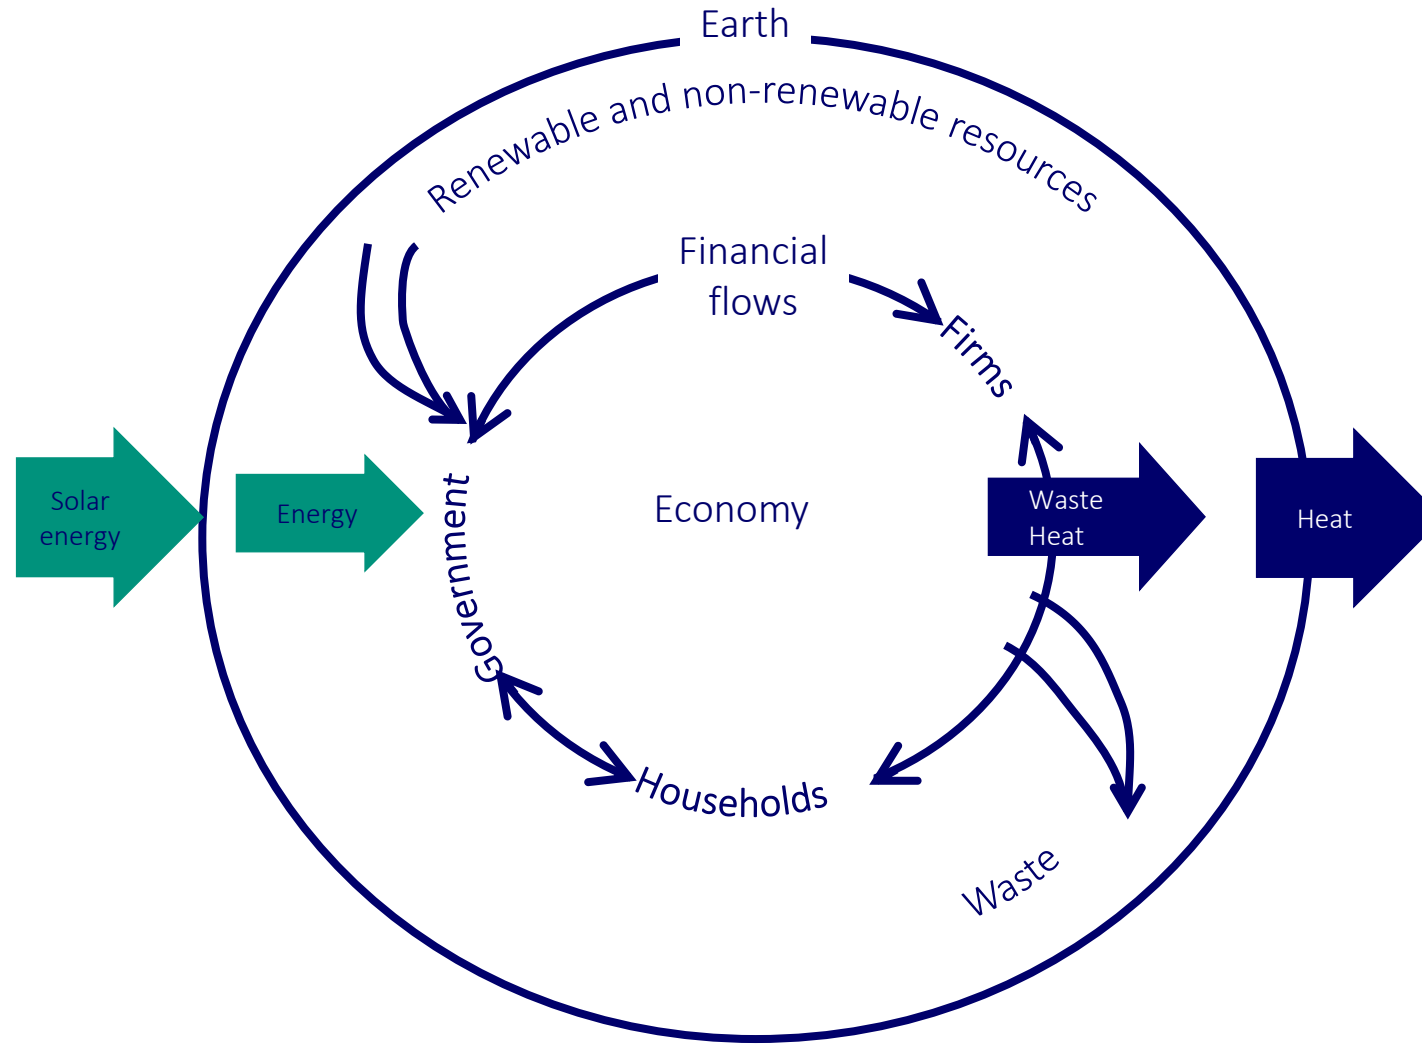 Earth
Renewable and non-renewable resources
Financial
flows
Firms
Solar
energy
Energy
Government
Economy
Waste
Heat
Heat
Households
Waste